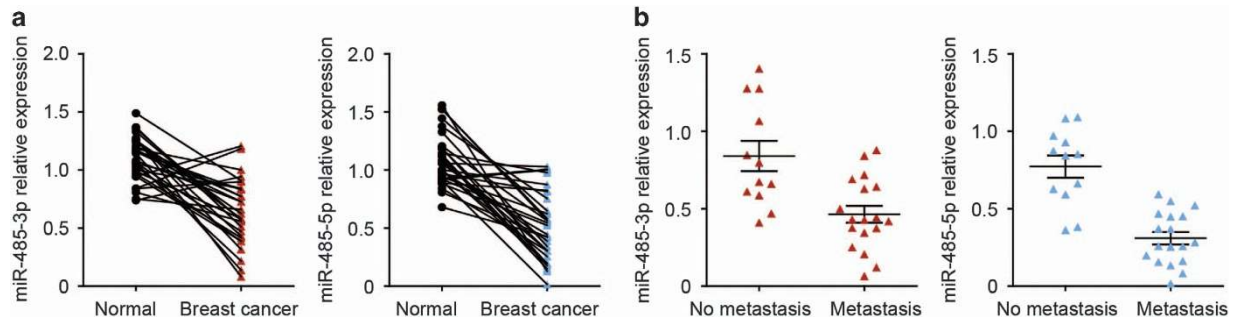 a
b
miR-485-3p relative expression
2.0
1.5
1.0
0.5
0
Normal
Breast cancer
miR-485-5p relative expression
2.0
1.5
1.0
0.5
0
Normal
Breast cancer
miR-485-3p relative expression
1.5
1.0
0.5
0
No metastasis
Metastasis
miR-485-5p relative expression
1.5
1.0
0.5
0
No metastasis
Metastasis